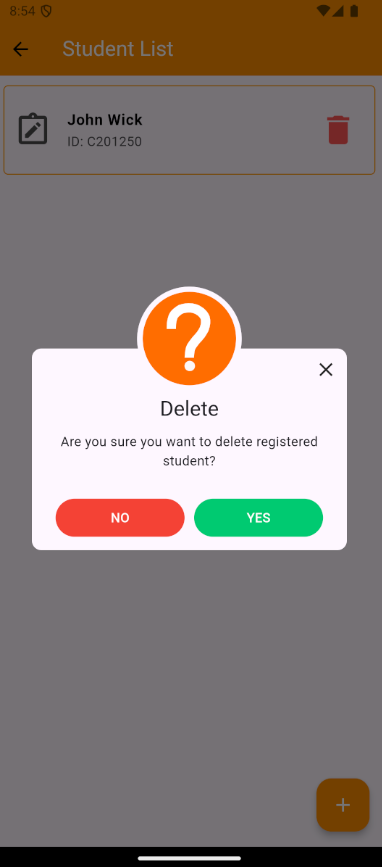 8:54
Student List
John Wick
ID: C201250
?
Delete
Are you sure you want to delete registered
student?
NO
YES
+